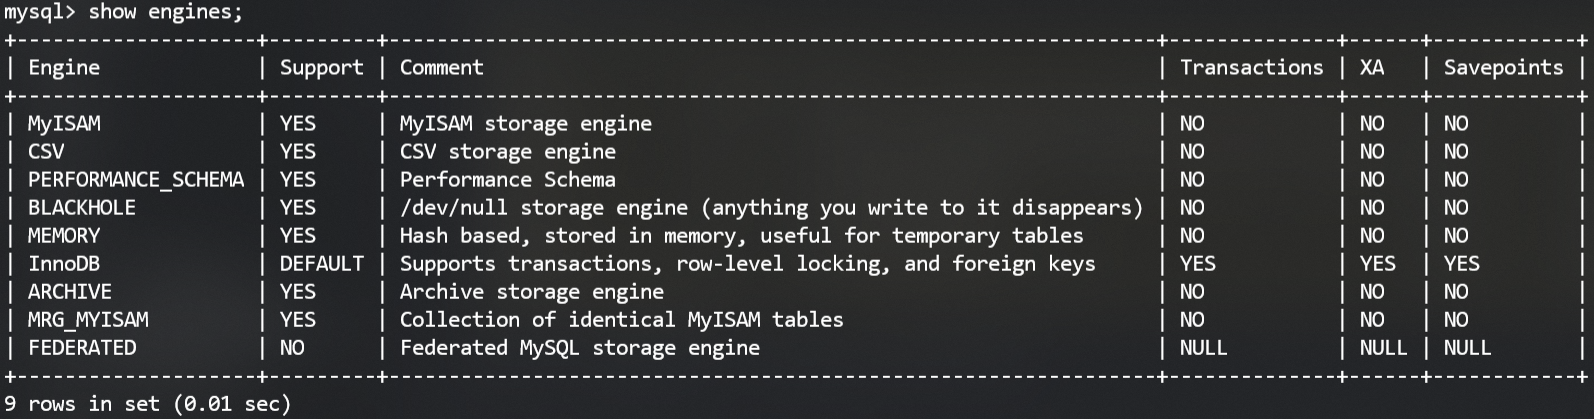 mysql> show engines;
+--------------------+---------+----------------------------------------------------------------+--------------+------+------------+
| Engine             | Support | Comment                                                        | Transactions | XA   | Savepoints |
+--------------------+---------+----------------------------------------------------------------+--------------+------+------------+
| MyISAM             | YES     | MyISAM storage engine                                          | NO           | NO   | NO         |
| CSV                | YES     | CSV storage engine                                             | NO           | NO   | NO         |
| PERFORMANCE_SCHEMA | YES     | Performance Schema                                             | NO           | NO   | NO         |
| BLACKHOLE          | YES     | /dev/null storage engine (anything you write to it disappears) | NO           | NO   | NO         |
| MEMORY             | YES     | Hash based, stored in memory, useful for temporary tables      | NO           | NO   | NO         |
| InnoDB             | DEFAULT | Supports transactions, row-level locking, and foreign keys     | YES          | YES  | YES        |
| ARCHIVE            | YES     | Archive storage engine                                         | NO           | NO   | NO         |
| MRG_MYISAM         | YES     | Collection of identical MyISAM tables                          | NO           | NO   | NO         |
| FEDERATED          | NO      | Federated MySQL storage engine                                 | NULL         | NULL | NULL       |
+--------------------+---------+----------------------------------------------------------------+--------------+------+------------+
9 rows in set (0.01 sec)